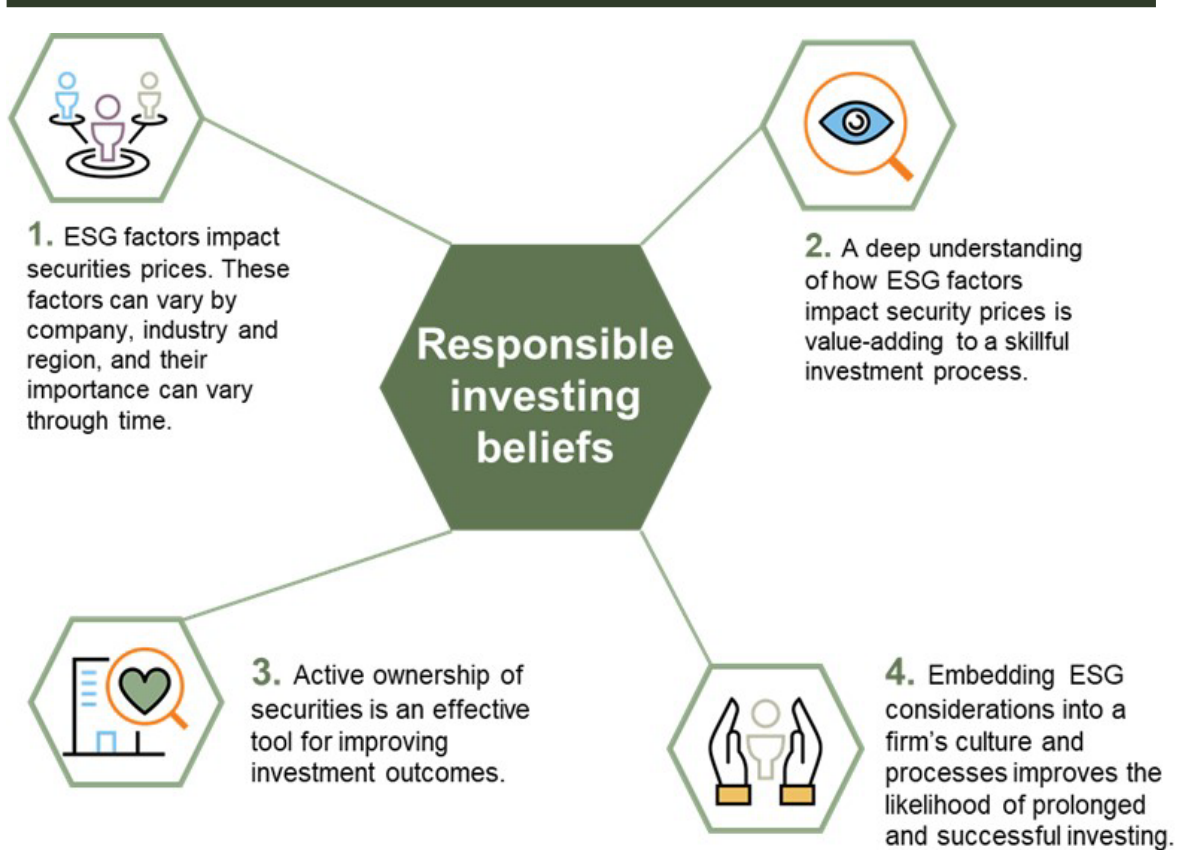 1. ESG factors impact
securities prices. These
factors can vary by
company, industry and
region, and their
importance can vary
through time.
2. A deep understanding
of how ESG factors
impact security prices is
value-adding to a skillful
investment process.
Responsible
investing
beliefs
3. Active ownership of
securities is an effective
tool for improving
investment outcomes.
4. Embedding ESG
considerations into a
firm's culture and
processes improves the
likelihood of prolonged
and successful investing.